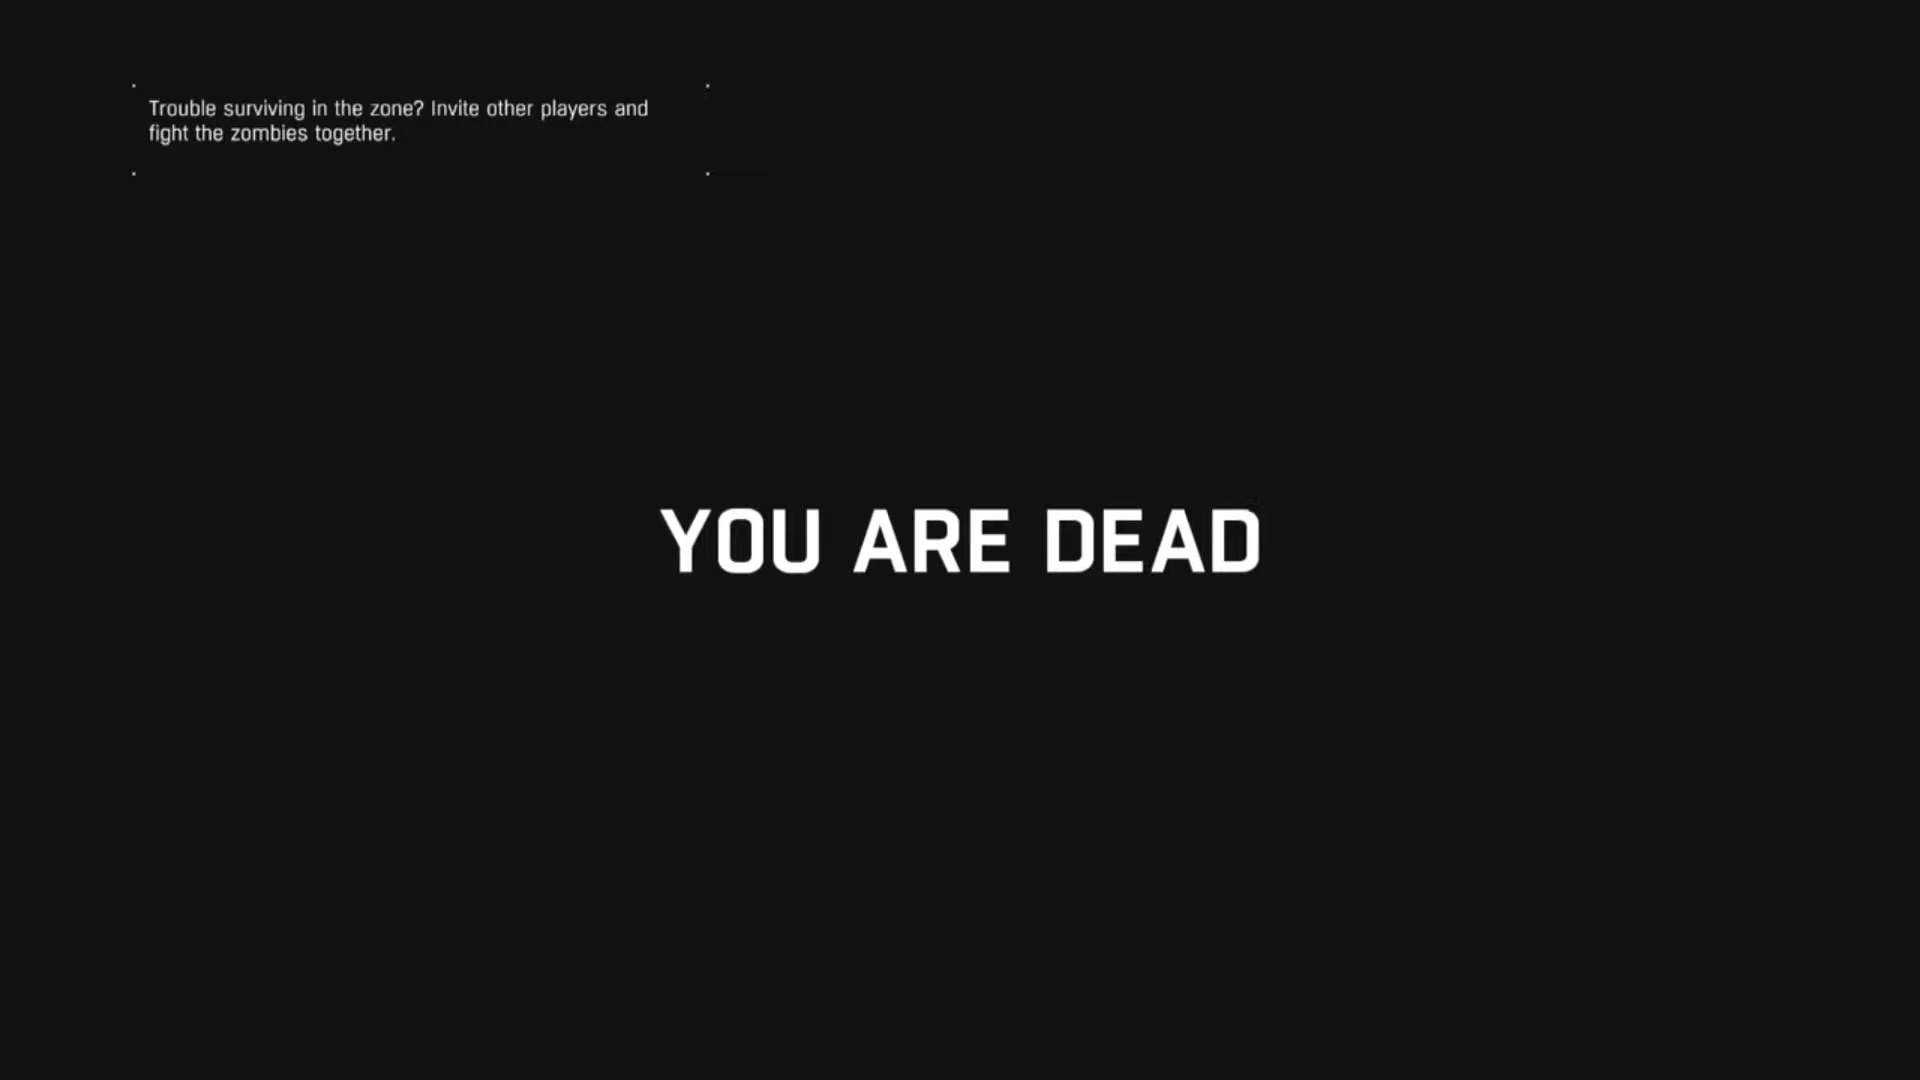 Trouble surviving in the zone? Invite other players and
fight the zombies together.
YOU ARE DEAD